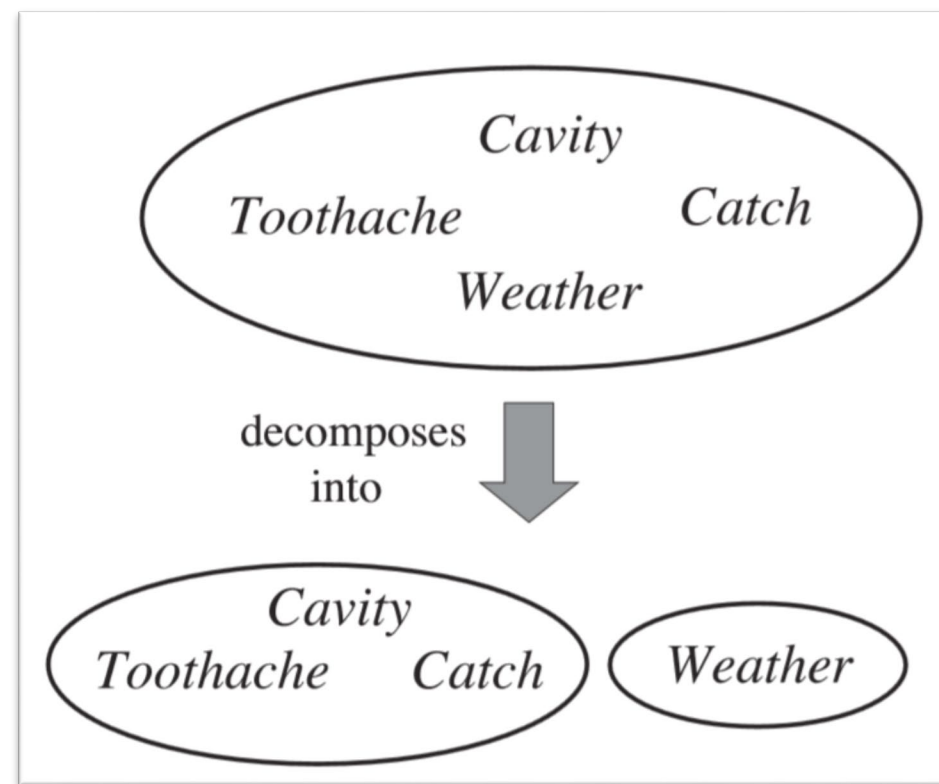 Cavity
Toothache Catch
Weather
decomposes
into
Cavity
Toothache Catch
Weather